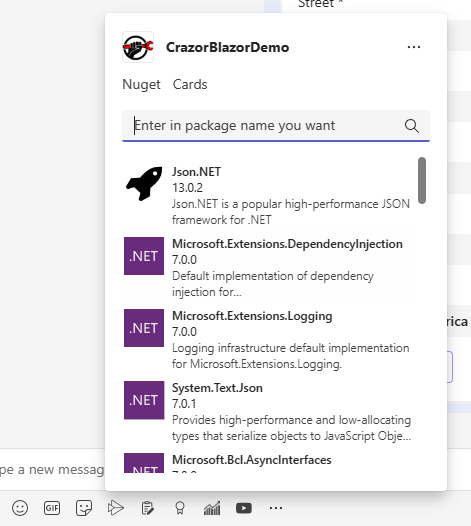 Street *
CrazorBlazorDemo
...
Nuget Cards
Enter in package name you want
Json.NET
13.0.2
Json.NET is a popular high-performance JSON
framework for .NET
.NET
Microsoft.Extensions.DependencyInjection
7.0.0
Default implementation of dependency
injection for...
.NET
Microsoft.Extensions.Logging
7.0.0
Logging infrastructure default implementation
for Microsoft.Extensions.Logging.
rica
.NET
System.Text.Json
7.0.1
Provides high-performance and low-allocating
types that serialize objects to JavaScript Obje...
.NET
Microsoft.Bcl.AsyncInterfaces
pe a new messag
GIF
...